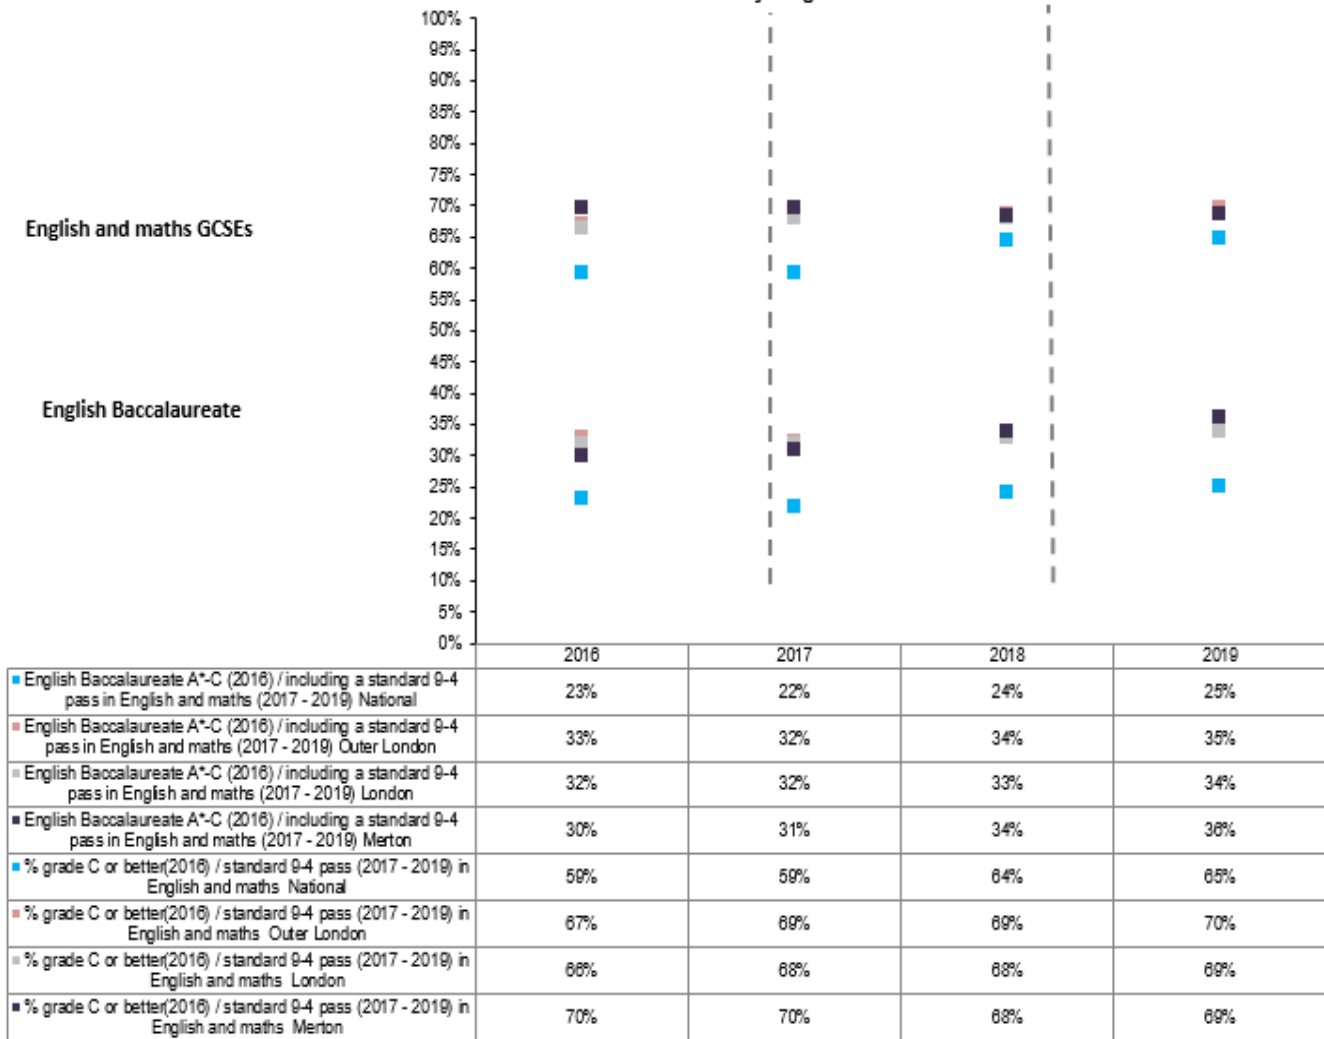 100%
95%
90%
85%
80%
75%
70%
65%
60%
55%
50%
45%
40%
35%
30%
25%
20%
15%
10%
5%
0%
English and maths GCSEs
English Baccalaureate
2016 2017 2018 2019
English Baccalaureate A*-C (2016) / including a standard 9-4
pass in English and maths (2017 - 2019) National
23% 22% 24% 25%
English Baccalaureate A*-C (2016) / including a standard 9-4
pass in English and maths (2017 - 2019) Outer London
33% 32% 34% 35%
English Baccalaureate A*-C (2016) / including a standard 9-4
pass in English and maths (2017 - 2019) London
32% 32% 33% 34%
English Baccalaureate A*-C (2016) / including a standard 9-4
pass in English and maths (2017 - 2019) Merton
30% 31% 34% 36%
% grade C or better(2016) / standard 9-4 pass (2017 - 2019) in
English and maths National
59% 59% 64% 65%
% grade C or better(2016) / standard 9-4 pass (2017 - 2019) in
English and maths Outer London
67% 69% 69% 70%
% grade C or better(2016) / standard 9-4 pass (2017 - 2019) in
English and maths London
66% 68% 68% 69%
% grade C or better(2016) / standard 9-4 pass (2017 - 2019) in
English and maths Merton
70% 70% 68% 69%